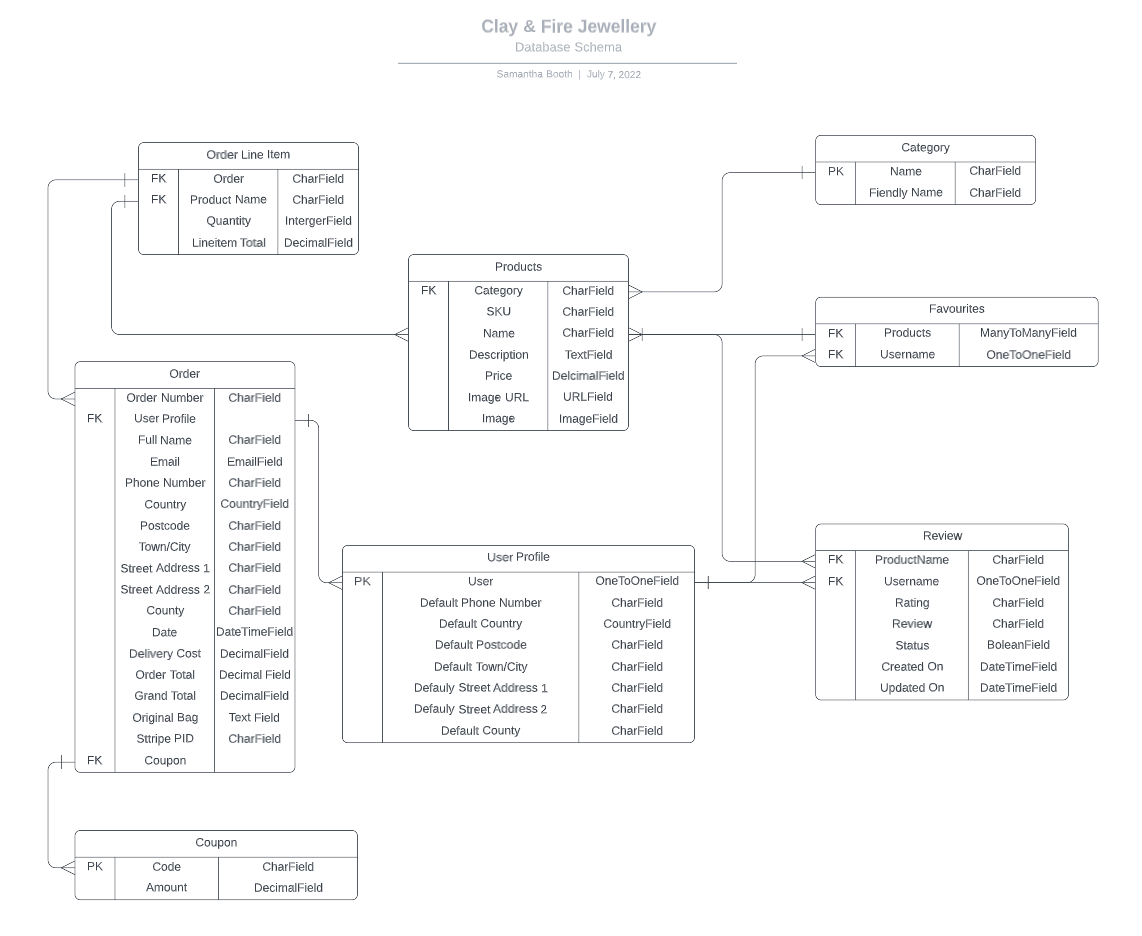 Clay & Fire Jewellery
Database Schema
Samantha Booth | July 7, 2022
Order Line Item
FK Order CharField
FK Product Name CharField
Quantity IntergerField
Lineitem Total DecimalField
Category
PK Name CharField
Fiendly Name CharField
Products
FK Category CharField
SKU CharField
Name CharField
Description TextField
Price DelcimalField
Image URL URLField
Image ImageField
Favourites
FK Products ManyToManyField
FK Username OneToOneField
Order
Order Number CharField
FK User Profile
Full Name CharField
Email EmailField
Phone Number CharField
Country CountryField
Postcode CharField
Town/City CharField
Street Address 1 CharField
Street Address 2 CharField
County CharField
Date DateTimeField
Delivery Cost DecimalField
Order Total Decimal Field
Grand Total DecimalField
Original Bag Text Field
Sttripe PID CharField
FK Coupon
User Profile
PK User OneToOneField
Default Phone Number CharField
Default Country CountryField
Default Postcode CharField
Default Town/City CharField
Defauly Street Address 1 CharField
Defauly Street Address 2 CharField
Default County CharField
Review
FK ProductName CharField
FK Username OneToOneField
Rating CharField
Review CharField
Status BoleanField
Created On DateTimeField
Updated On DateTimeField
Coupon
PK Code CharField
Amount DecimalField